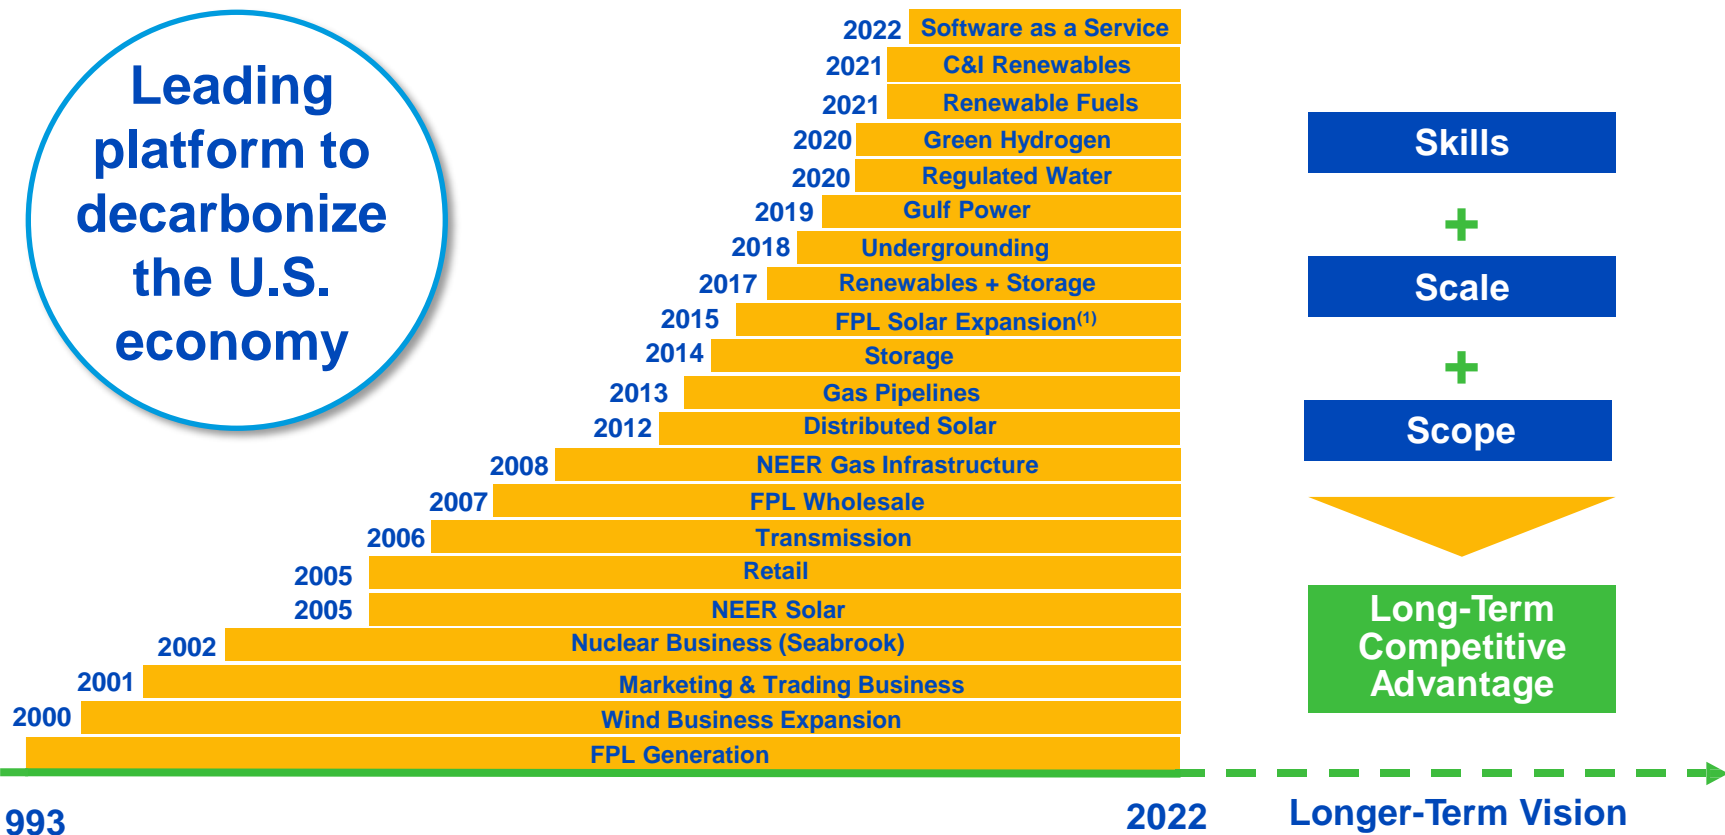 Leading
platform to
decarbonize
the U.S.
economy
2022 Software as a Service
2021 C&I Renewables
2021 Renewable Fuels
2020 Green Hydrogen
2020 Regulated Water
2019 Gulf Power
2018 Undergrounding
2017 Renewables + Storage
2015 FPL Solar Expansion(1)
2014 Storage
2013 Gas Pipelines
2012 Distributed Solar
2008 NEER Gas Infrastructure
2007 FPL Wholesale
2006 Transmission
2005 Retail
2005 NEER Solar
2002 Nuclear Business (Seabrook)
2001 Marketing & Trading Business
2000 Wind Business Expansion
FPL Generation
993
2022
Longer-Term Vision
Skills
+
Scale
+
Scope
Long-Term
Competitive
Advantage